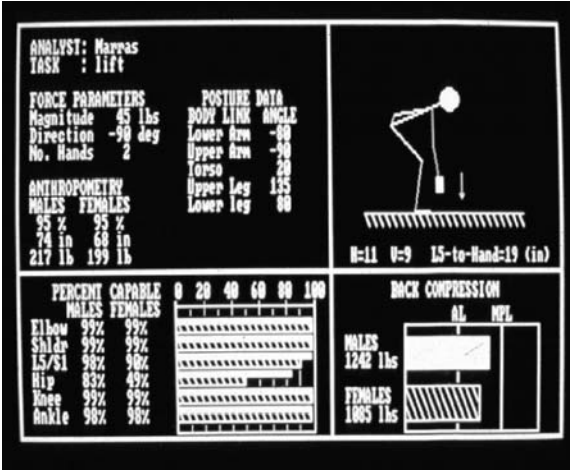 ANALYST: Marras
TASK : lift
FORCE PARAMETERS
Magnitude 45 lbs
Direction -90 deg
No. Hands 2
ANTHROPOMETRY
MALES FEMALES
95 % 95 %
74 in 68 in
217 lb 199 lb
POSTURE DATA
BODY LINK ANGLE
Lower Arm -80
Upper Arm -90
Torso 20
Upper Leg 135
Lower leg 80
H=11 V=9 L5-to-Hand=19 (in)
PERCENT CAPABLE
MALES FEMALES
0 20 40 60 80 100
Elbow 99% 99%
Shldr 99% 99%
L5/S1 98% 90%
Hip 83% 49%
Knee 99% 99%
Ankle 98% 98%
BACK COMPRESSION
AL MPL
MALES
1242 lbs
FEMALES
1085 lbs